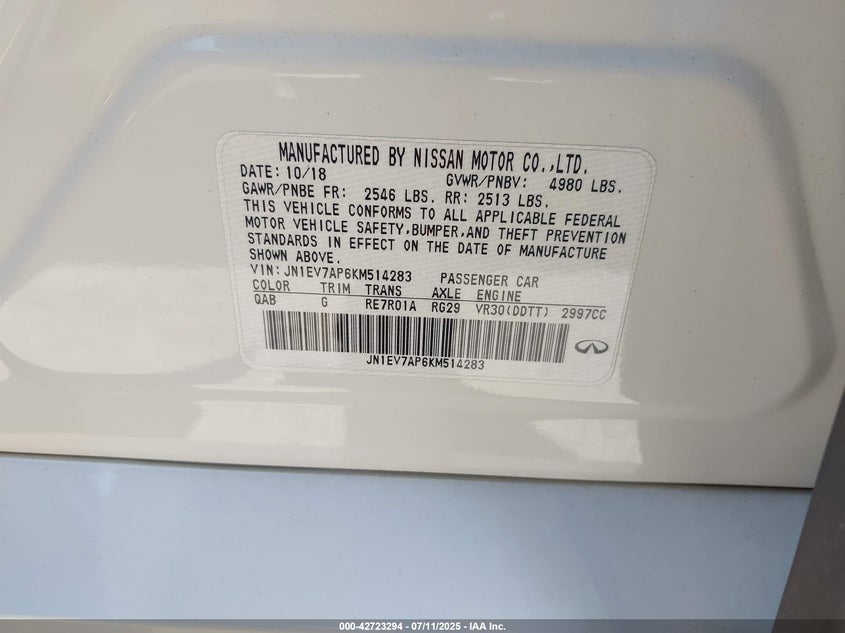 MANUFACTURED BY NISSAN MOTOR CO.,LTD.
DATE: 10/18 GVWR/PNBV: 4980 LBS.
GAWR/PNBE FR: 2546 LBS. RR: 2513 LBS.
THIS VEHICLE CONFORMS TO ALL APPLICABLE FEDERAL
MOTOR VEHICLE SAFETY,BUMPER,AND THEFT PREVENTION
STANDARDS IN EFFECT ON THE DATE OF MANUFACTURE
SHOWN ABOVE.
VIN:JN1EV7AP6KM514283 PASSENGER CAR
COLOR TRIM TRANS AXLE ENGINE
QAB G RE7R01A RG29 VR30(DDTT) 2997CC
JN1EV7AP6KM514283
000-42723294 - 07/11/2025 - IAA Inc.